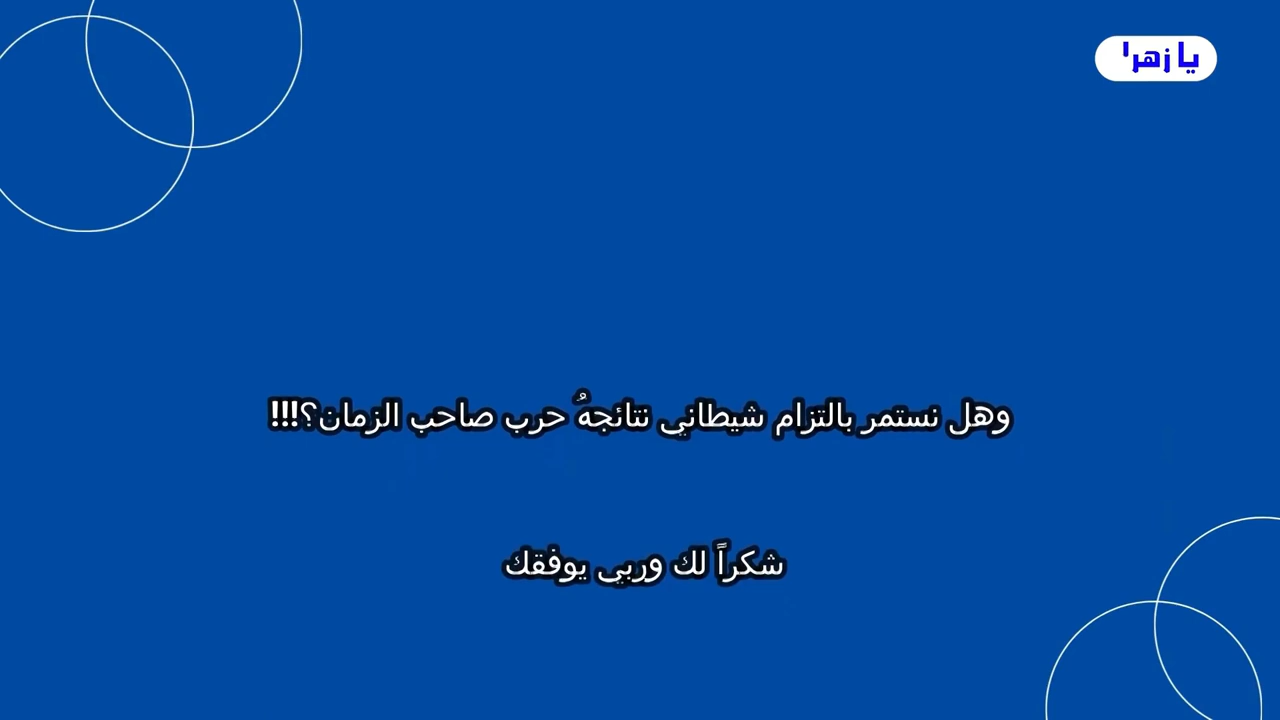 يا زهرا
وهل نستمر بالتزام شيطاني نتائجهُ حرب صاحب الزمان؟!!!
شكراً لك وربي يوفقك